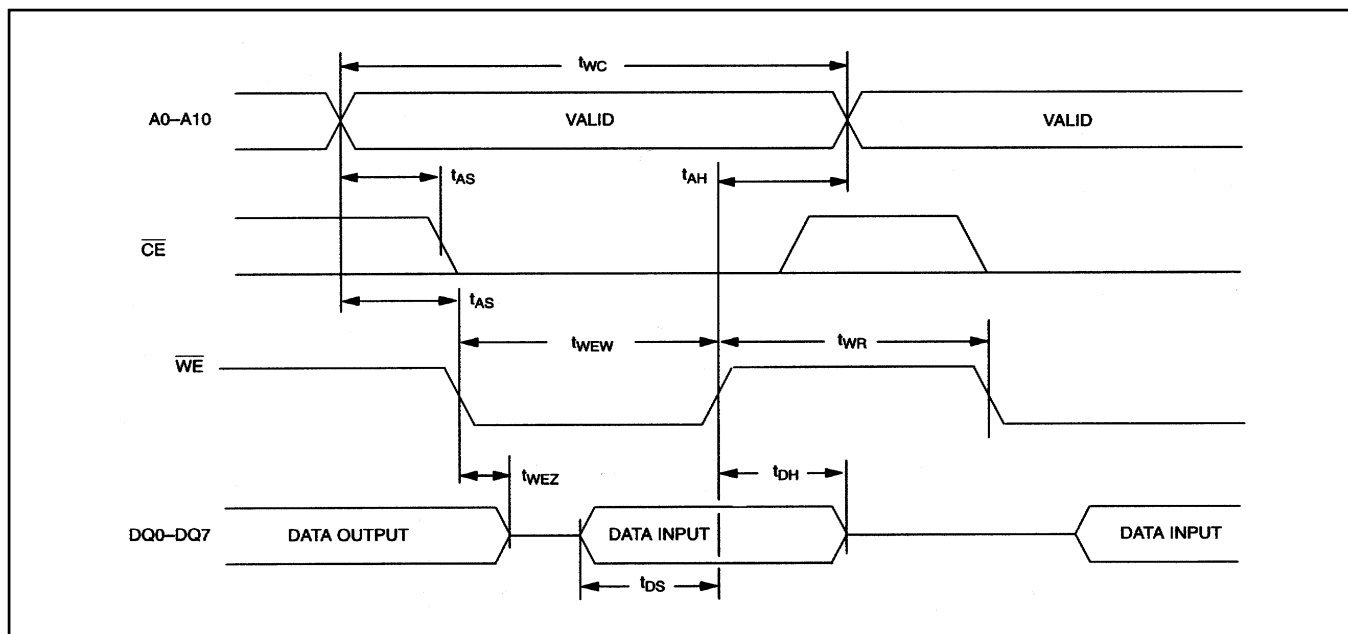 tWC
A0–A10 VALID VALID
tAS tAH
CE
tAS
tWEW tWR
WE
tDH
tWEZ
DQ0–DQ7 DATA OUTPUT DATA INPUT DATA INPUT
tDS